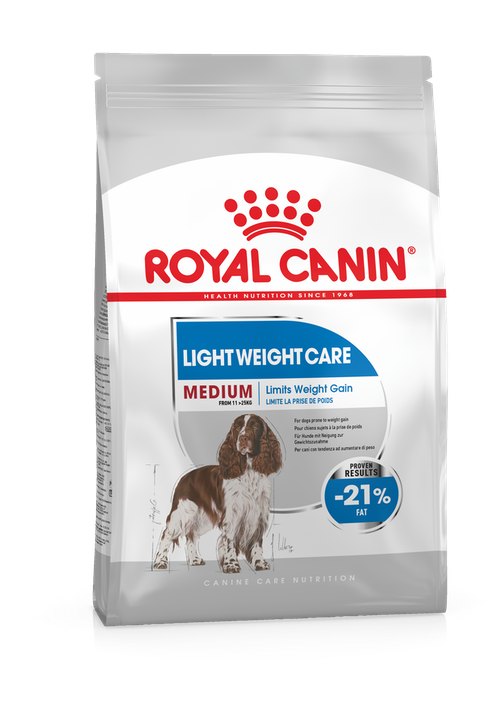 ROYAL CANIN®
HEALTH NUTRITION SINCE 1968
LIGHT WEIGHT CARE
MEDIUM
FROM 11 >25KG
Limits Weight Gain
LIMITE LA PRISE DE POIDS
For dogs prone to weight gain
Pour chiens sujets à la prise de poids
Für Hunde mit Neigung zur
Gewichtszunahme
Per cani con tendenza ad aumentare di peso
PROVEN
RESULTS
-21%
FAT
CANINE CARE NUTRITION